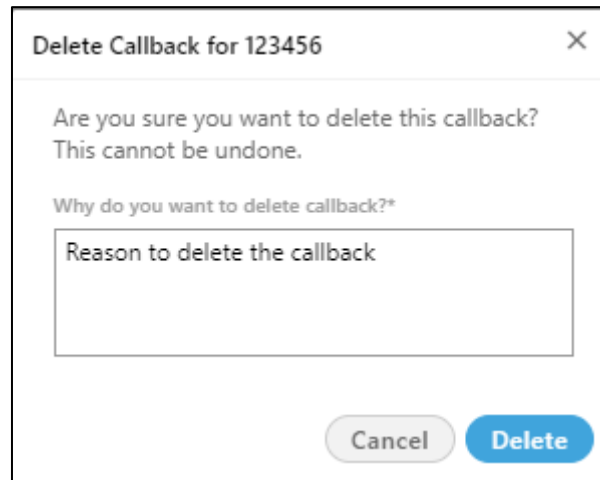 Delete Callback for 123456
Are you sure you want to delete this callback?
This cannot be undone.
Why do you want to delete callback?*
Reason to delete the callback
Cancel
Delete